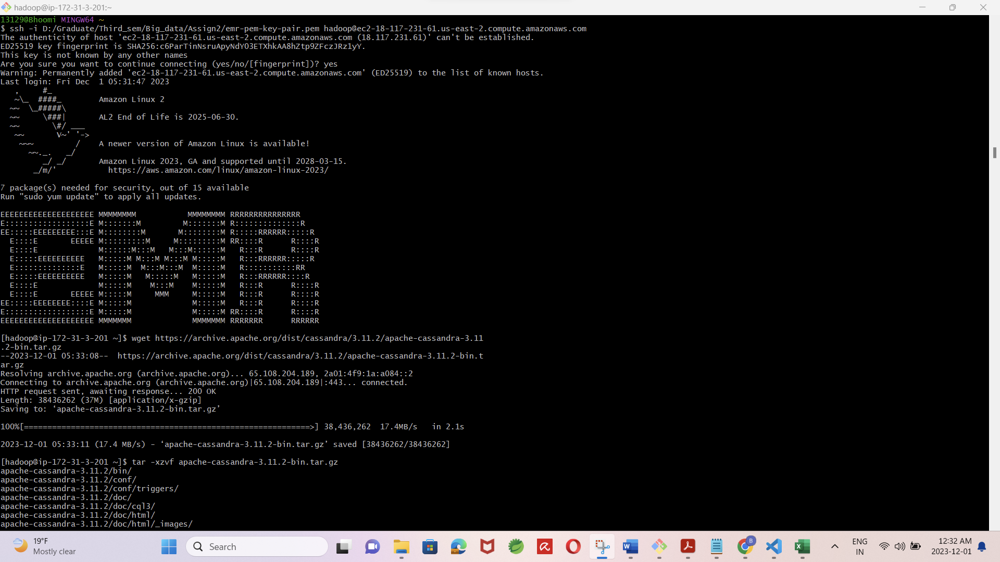 hadoop@ip-172-31-3-201:~
13129@Bhoomi MINGW64 ~
$ ssh -i D:/Graduate/Third_sem/Big_data/Assign2/emr-pem-key-pair.pem hadoop@ec2-18-117-231-61.us-east-2.compute.amazonaws.com
The authenticity of host 'ec2-18-117-231-61.us-east-2.compute.amazonaws.com (18.117.231.61)' can't be established.
ED25519 key fingerprint is SHA256:c6ParTinNsruApyNdYO3ETXhkAA8hZtp9ZFczJRz1yY.
This key is not known by any other names
Are you sure you want to continue connecting (yes/no/[fingerprint])? yes
Warning: Permanently added 'ec2-18-117-231-61.us-east-2.compute.amazonaws.com' (ED25519) to the list of known hosts.
Last login: Fri Dec  1 05:31:47 2023
   ,     #_
   ~\_  ####_        Amazon Linux 2
  ~~  \_#####\
  ~~     \###|       AL2 End of Life is 2025-06-30.
  ~~       \#/ ___
   ~~       V~' '->
    ~~~         /    A newer version of Amazon Linux is available!
      ~~._.   _/
         _/ _/       Amazon Linux 2023, GA and supported until 2028-03-15.
       _/m/'           https://aws.amazon.com/linux/amazon-linux-2023/
7 package(s) needed for security, out of 15 available
Run "sudo yum update" to apply all updates.
EEEEEEEEEEEEEEEEEEEE MMMMMMMM           MMMMMMMM RRRRRRRRRRRRRRR
E::::::::::::::::::E M:::::::M         M:::::::M R::::::::::::::R
EE:::::EEEEEEEEE:::E M::::::::M       M::::::::M R:::::RRRRRR:::::R
  E::::E       EEEEE M:::::::::M     M:::::::::M RR::::R      R::::R
  E::::E             M::::::M:::M   M:::M::::::M   R:::R      R::::R
  E:::::EEEEEEEEEE   M:::::M M:::M M:::M M:::::M   R:::RRRRRR:::::R
  E::::::::::::::E   M:::::M  M:::M:::M  M:::::M   R:::::::::::RR
  E:::::EEEEEEEEEE   M:::::M   M:::::M   M:::::M   R:::RRRRRR::::R
  E::::E             M:::::M    M:::M    M:::::M   R:::R      R::::R
  E::::E       EEEEE M:::::M     MMM     M:::::M   R:::R      R::::R
EE:::::EEEEEEEE::::E M:::::M             M:::::M   R:::R      R::::R
E::::::::::::::::::E M:::::M             M:::::M RR::::R      R::::R
EEEEEEEEEEEEEEEEEEEE MMMMMMM             MMMMMMM RRRRRRR      RRRRRR
[hadoop@ip-172-31-3-201 ~]$ wget https://archive.apache.org/dist/cassandra/3.11.2/apache-cassandra-3.11
.2-bin.tar.gz
--2023-12-01 05:33:08--  https://archive.apache.org/dist/cassandra/3.11.2/apache-cassandra-3.11.2-bin.t
ar.gz
Resolving archive.apache.org (archive.apache.org)... 65.108.204.189, 2a01:4f9:1a:a084::2
Connecting to archive.apache.org (archive.apache.org)|65.108.204.189|:443... connected.
HTTP request sent, awaiting response... 200 OK
Length: 38436262 (37M) [application/x-gzip]
Saving to: ‘apache-cassandra-3.11.2-bin.tar.gz’
100%[=============================================================>] 38,436,262  17.4MB/s   in 2.1s
2023-12-01 05:33:11 (17.4 MB/s) - ‘apache-cassandra-3.11.2-bin.tar.gz’ saved [38436262/38436262]
[hadoop@ip-172-31-3-201 ~]$ tar -xzvf apache-cassandra-3.11.2-bin.tar.gz
apache-cassandra-3.11.2/bin/
apache-cassandra-3.11.2/conf/
apache-cassandra-3.11.2/conf/triggers/
apache-cassandra-3.11.2/doc/
apache-cassandra-3.11.2/doc/cql3/
apache-cassandra-3.11.2/doc/html/
apache-cassandra-3.11.2/doc/html/_images/
19°F
Mostly clear
Search
B
ENG
IN
12:32 AM
2023-12-01